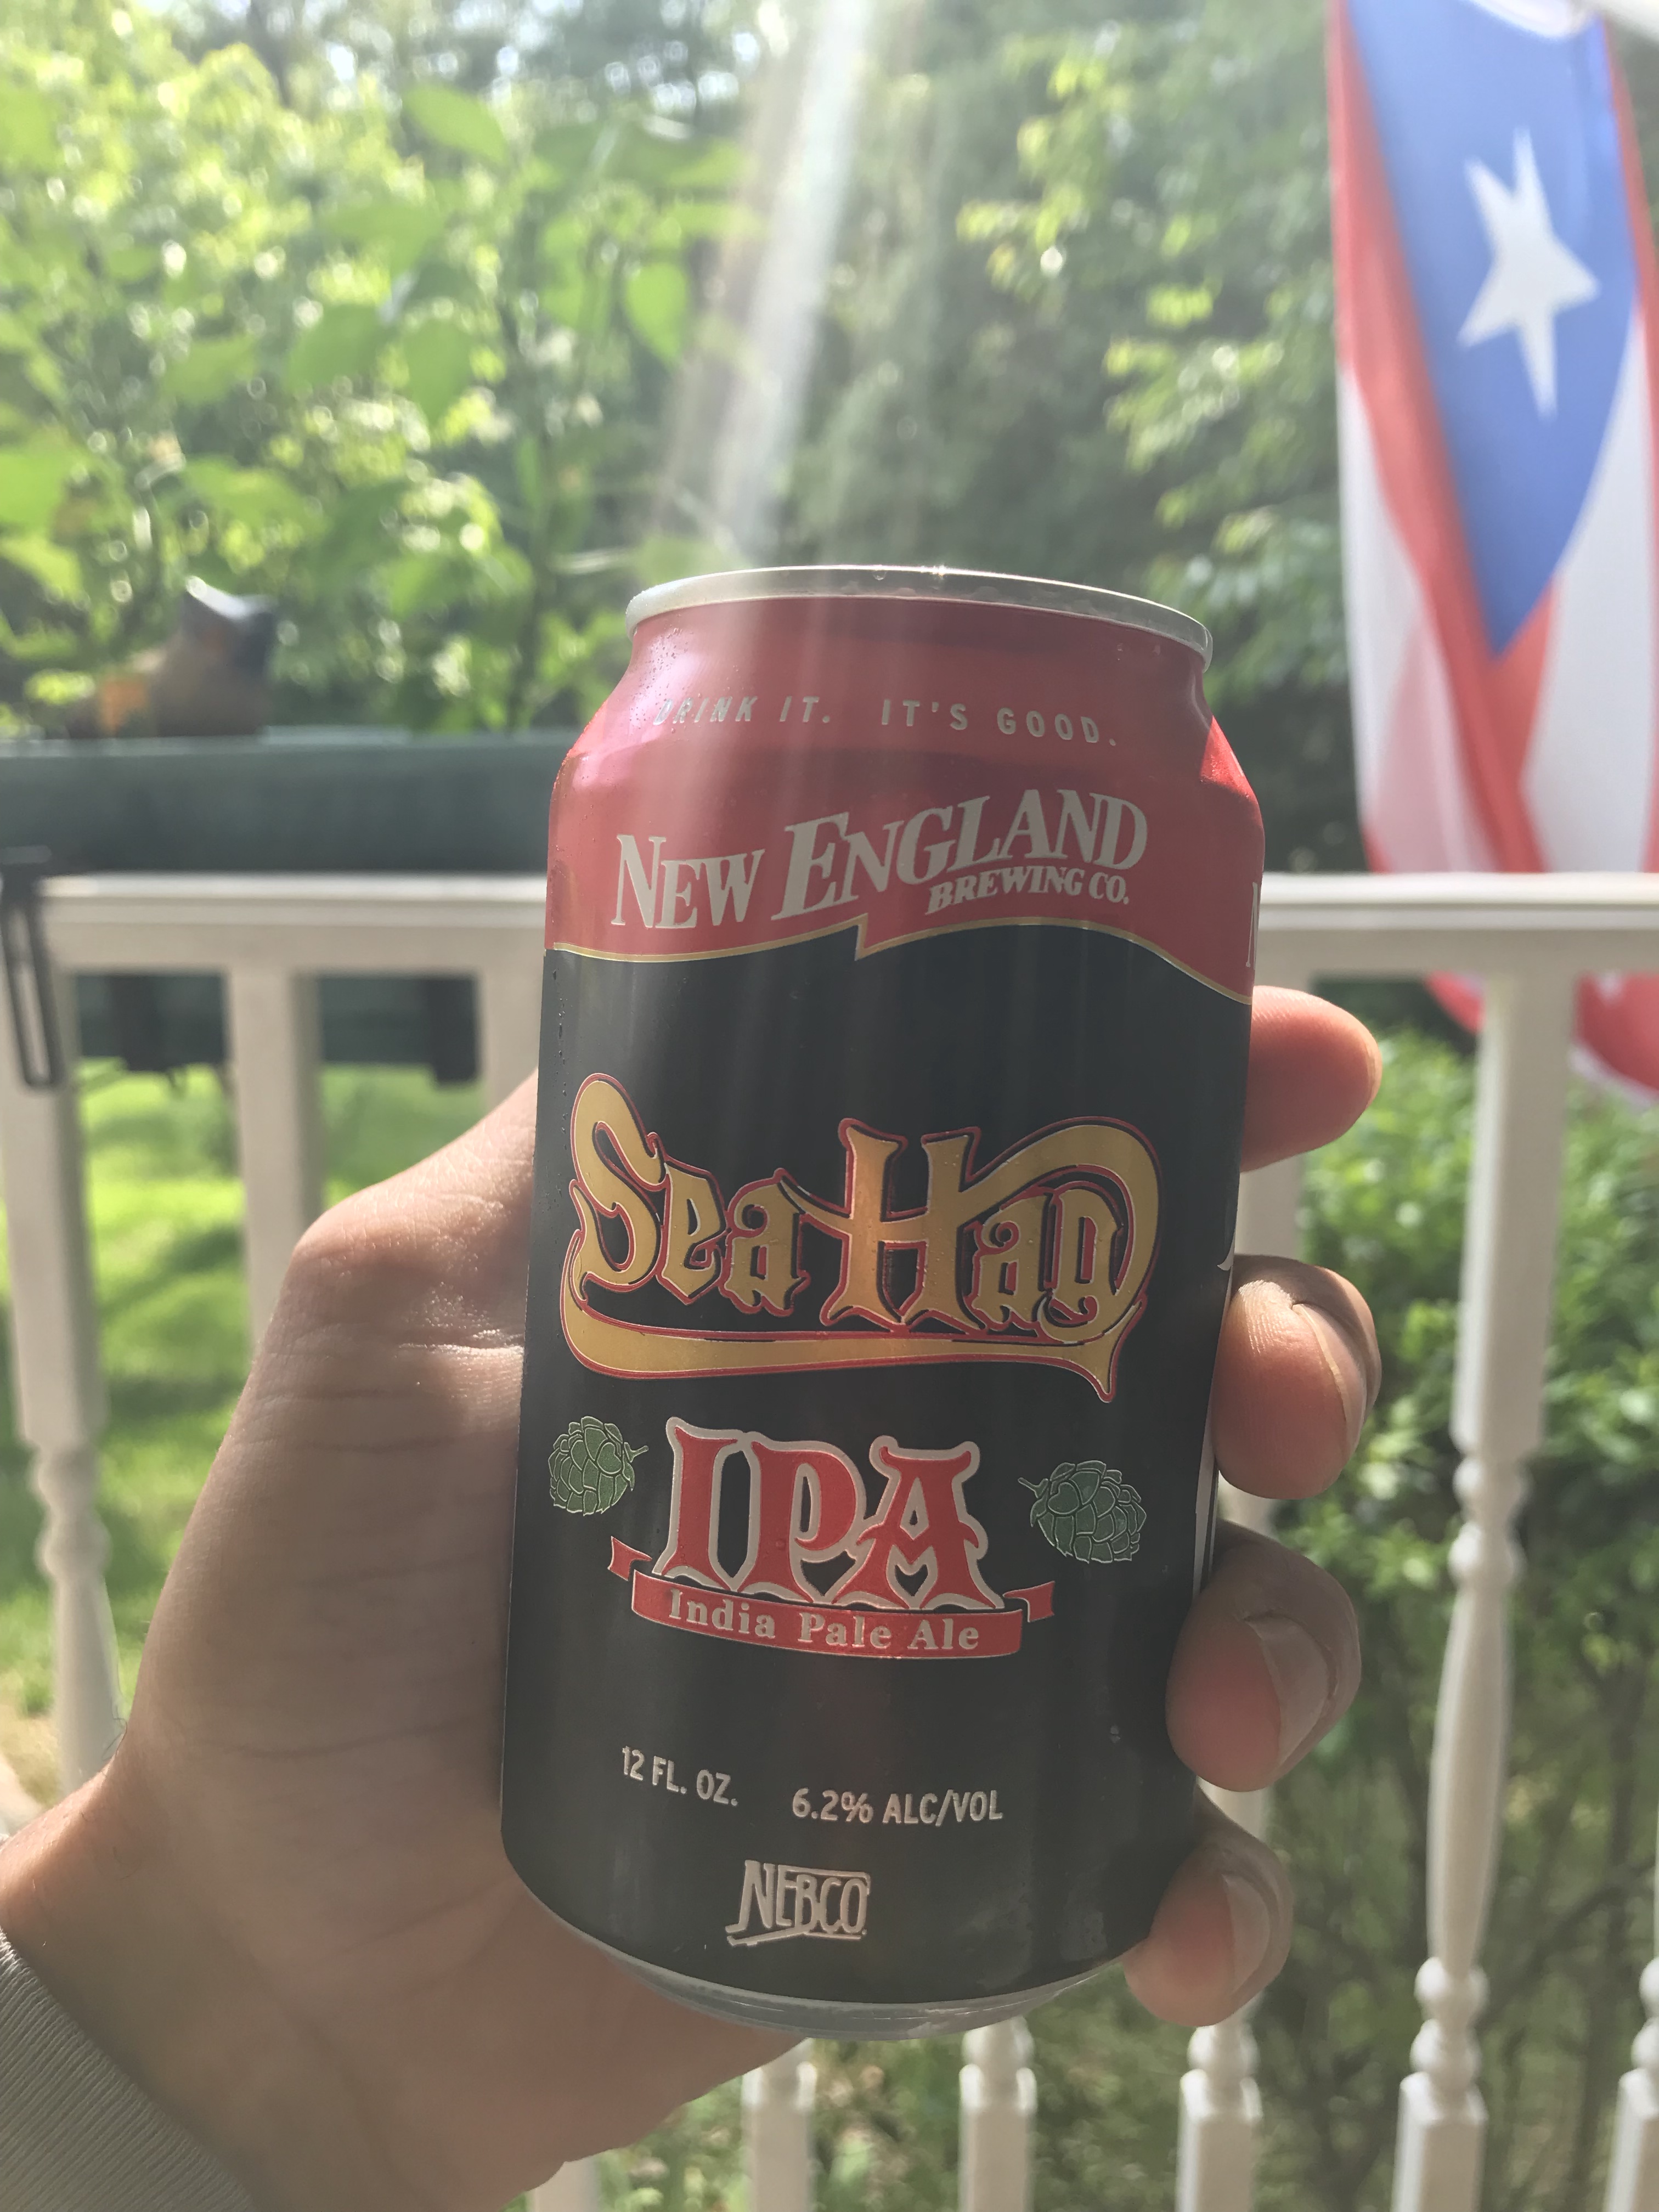 DRINK IT. IT'S GOOD.
NEW ENGLAND
BREWING CO.
Sea Hag
IPA
India Pale Ale
12 FL. OZ. 6.2% ALC/VOL
NEBCO